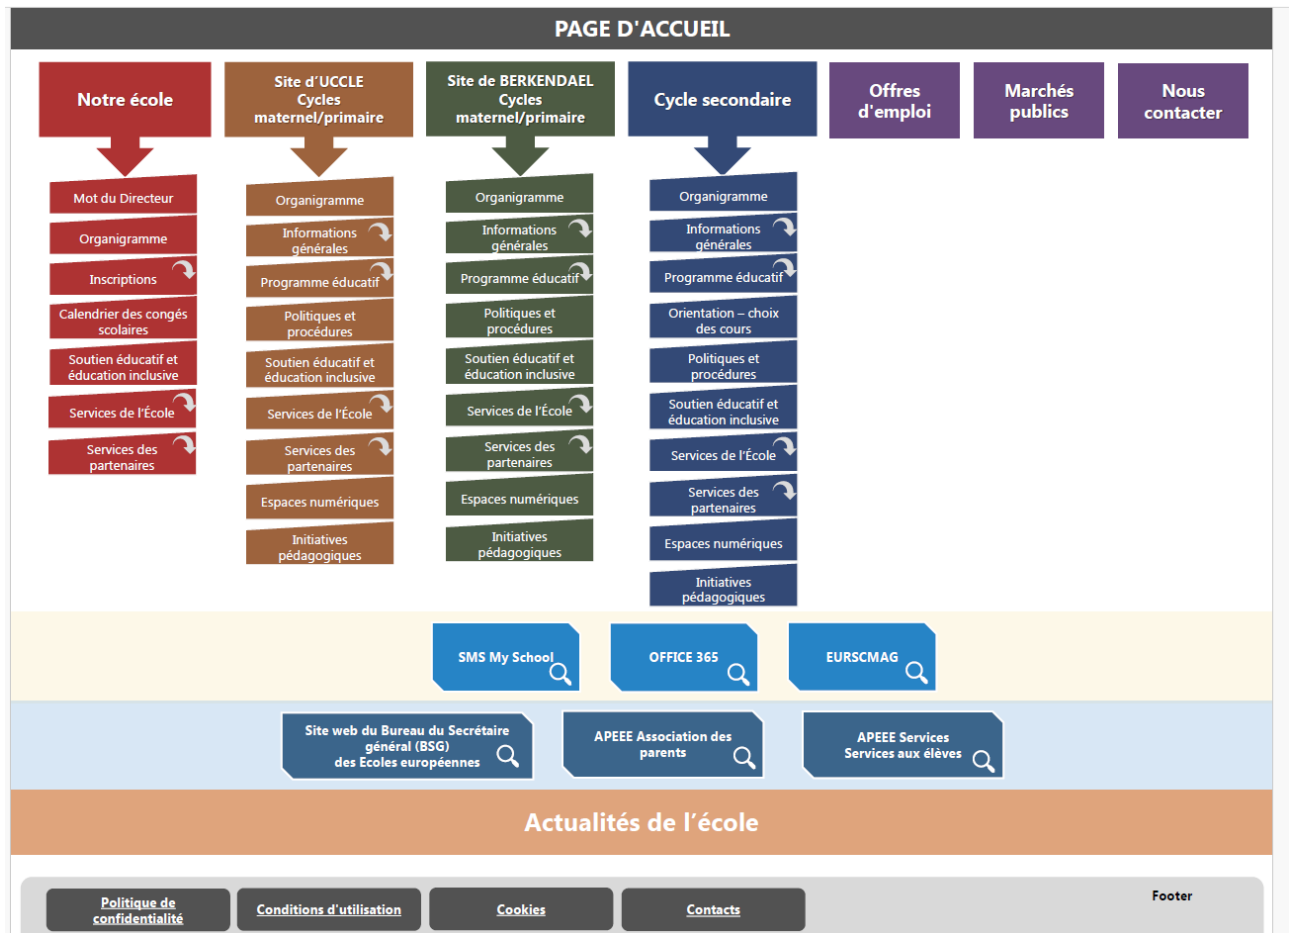 PAGE D'ACCUEIL
Notre école
Site d’UCCLE
Cycles
maternel/primaire
Site de BERKENDAEL
Cycles
maternel/primaire
Cycle secondaire
Offres
d'emploi
Marchés
publics
Nous
contacter
Mot du Directeur
Organigramme
Inscriptions
Calendrier des congés
scolaires
Soutien éducatif et
éducation inclusive
Services de l’École
Services des
partenaires
Organigramme
Informations
générales
Programme éducatif
Politiques et
procédures
Soutien éducatif et
éducation inclusive
Services de l’École
Services des
partenaires
Espaces numériques
Initiatives
pédagogiques
Organigramme
Informations
générales
Programme éducatif
Politiques et
procédures
Soutien éducatif et
éducation inclusive
Services de l’École
Services des
partenaires
Espaces numériques
Initiatives
pédagogiques
Organigramme
Informations
générales
Programme éducatif
Orientation – choix
des cours
Politiques et
procédures
Soutien éducatif et
éducation inclusive
Services de l’École
Services des
partenaires
Espaces numériques
Initiatives
pédagogiques
SMS My School
OFFICE 365
EURSCMAG
Site web du Bureau du Secrétaire
général (BSG)
des Ecoles européennes
APEEE Association des
parents
APEEE Services
Services aux élèves
Actualités de l’école
Politique de
confidentialité
Conditions d'utilisation
Cookies
Contacts
Footer